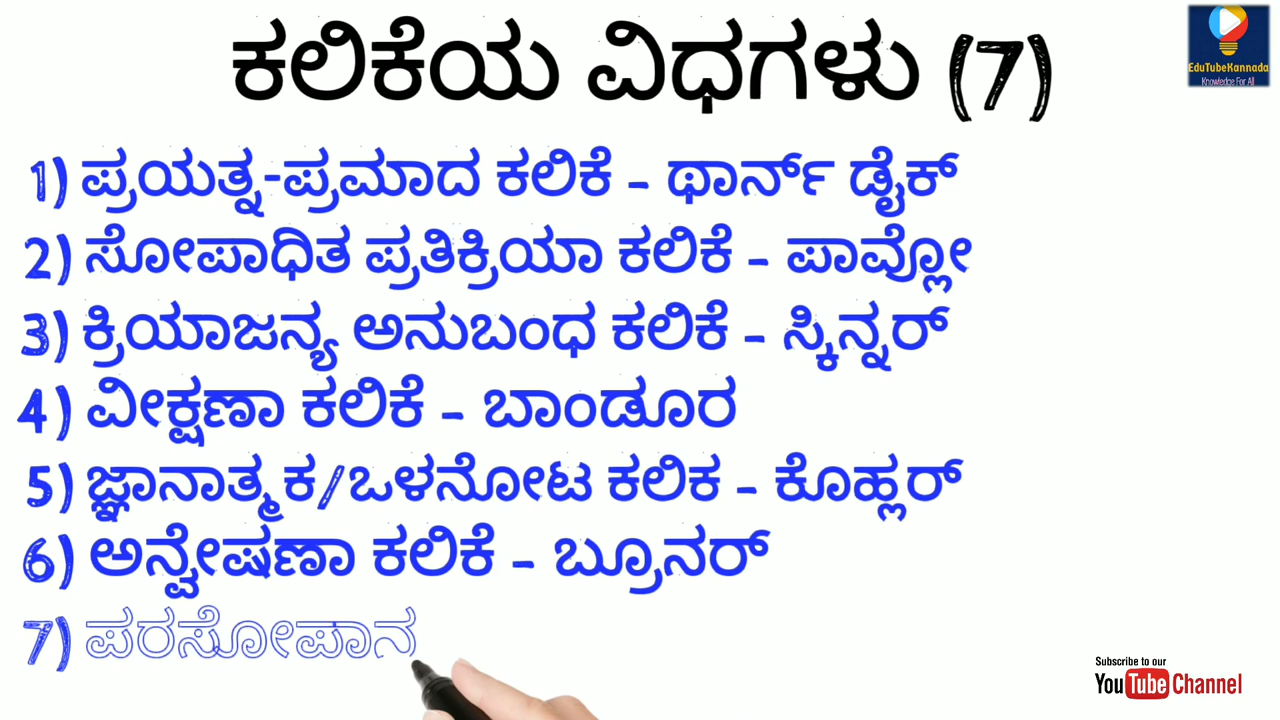 ಕಲಿಕೆಯ ವಿಧಗಳು (7)
EduTubeKannada
Knowledge For All
1) ಪ್ರಯತ್ನ-ಪ್ರಮಾದ ಕಲಿಕೆ - ಥಾರ್ನ್ ಡೈಕ್
2) ಸೋಪಾಧಿತ ಪ್ರತಿಕ್ರಿಯಾ ಕಲಿಕೆ - ಪಾವ್ಲೋ
3) ಕ್ರಿಯಾಜನ್ಯ ಅನುಬಂಧ ಕಲಿಕೆ - ಸ್ಕಿನ್ನರ್
4) ವೀಕ್ಷಣಾ ಕಲಿಕೆ - ಬಾಂಡೂರ
5) ಜ್ಞಾನಾತ್ಮಕ/ಒಳನೋಟ ಕಲಿಕ - ಕೊಹ್ಲರ್
6) ಅನ್ವೇಷಣಾ ಕಲಿಕೆ - ಬ್ರೂನರ್
7) ಪರಸೋಪಾನ
Subscribe to our
YouTube Channel